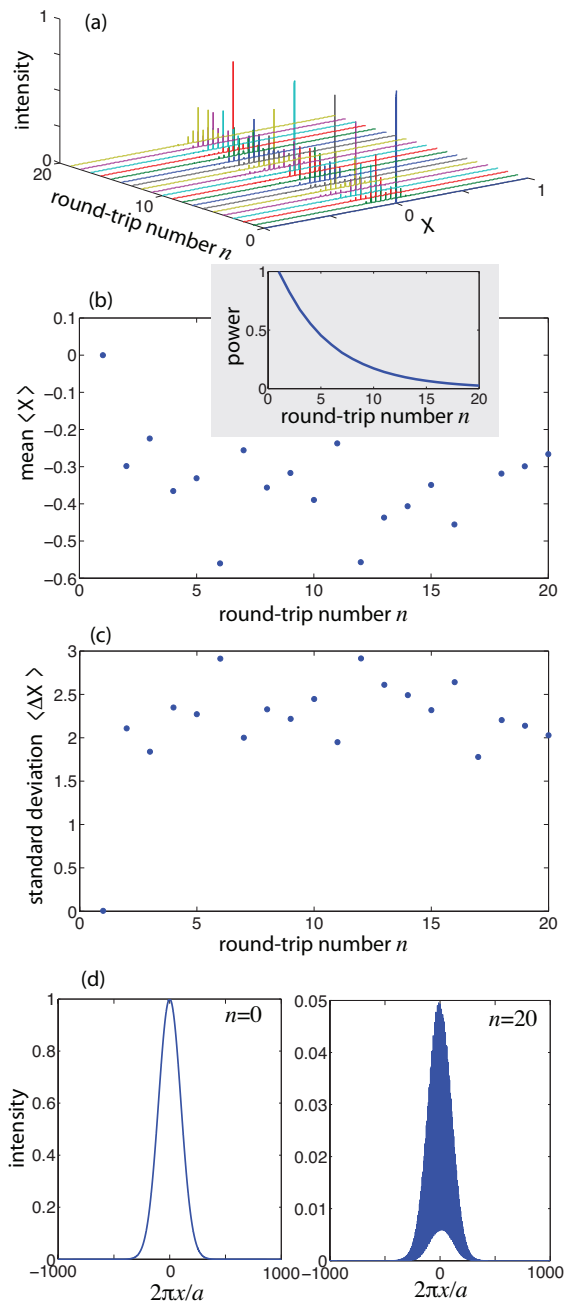 (a)
1
intensity
0
20
10
0
round-trip number n
0
1
X
(b)
1
0.5
0
power
0 5 10 15 20
round-trip number n
0.1
0
−0.1
−0.2
−0.3
−0.4
−0.5
−0.6
mean ⟨X⟩
0 5 10 15 20
round-trip number n
(c)
3
2.5
2
1.5
1
0.5
0
standard deviation ⟨ΔX⟩
0 5 10 15 20
round-trip number n
(d)
n=0
1
0.8
0.6
0.4
0.2
0
intensity
−1000 0 1000
2πx/a
n=20
0.05
0.04
0.03
0.02
0.01
0
−1000 0 1000
2πx/a